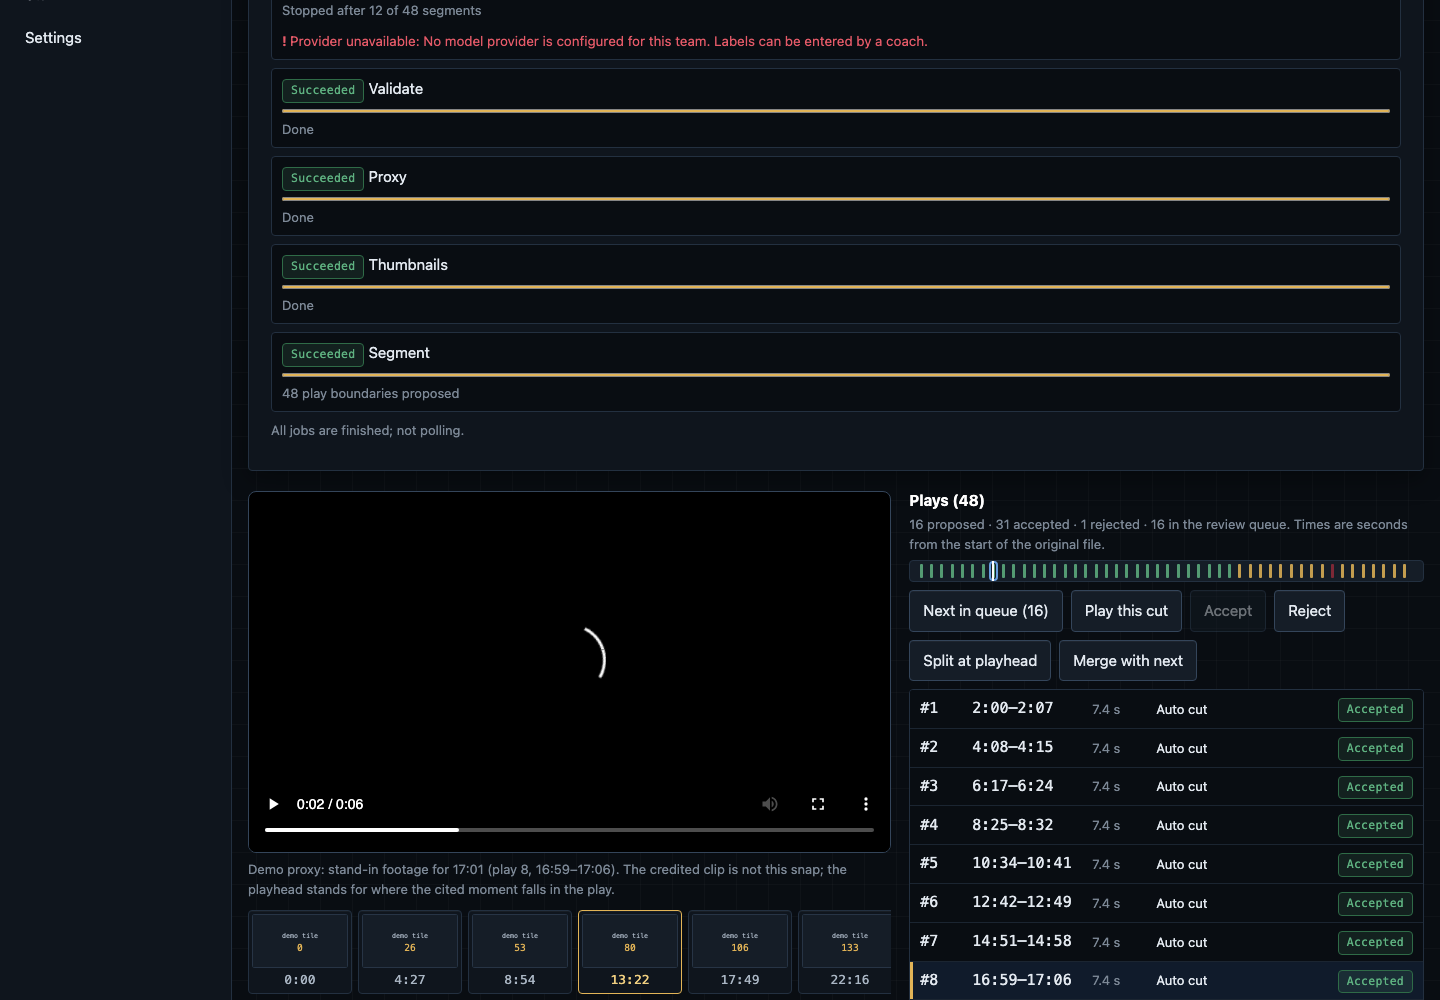 Settings
Stopped after 12 of 48 segments
! Provider unavailable: No model provider is configured for this team. Labels can be entered by a coach.
Succeeded Validate
Done
Succeeded Proxy
Done
Succeeded Thumbnails
Done
Succeeded Segment
48 play boundaries proposed
All jobs are finished; not polling.
0:02 / 0:06
Demo proxy: stand-in footage for 17:01 (play 8, 16:59–17:06). The credited clip is not this snap; the
playhead stands for where the cited moment falls in the play.
demo tile
0
0:00
demo tile
26
4:27
demo tile
53
8:54
demo tile
80
13:22
demo tile
106
17:49
demo tile
133
22:16
Plays (48)
16 proposed · 31 accepted · 1 rejected · 16 in the review queue. Times are seconds
from the start of the original file.
Next in queue (16) Play this cut Accept Reject
Split at playhead Merge with next
#1 2:00–2:07 7.4 s Auto cut Accepted
#2 4:08–4:15 7.4 s Auto cut Accepted
#3 6:17–6:24 7.4 s Auto cut Accepted
#4 8:25–8:32 7.4 s Auto cut Accepted
#5 10:34–10:41 7.4 s Auto cut Accepted
#6 12:42–12:49 7.4 s Auto cut Accepted
#7 14:51–14:58 7.4 s Auto cut Accepted
#8 16:59–17:06 7.4 s Auto cut Accepted